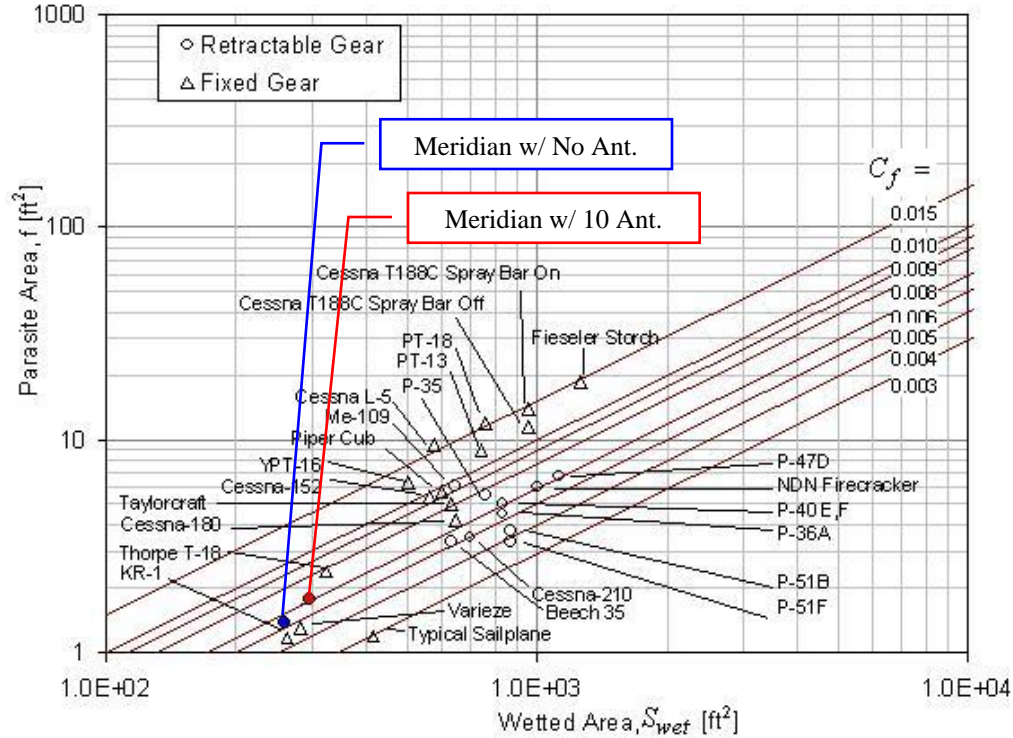 1000
○ Retractable Gear
△ Fixed Gear
Meridian w/ No Ant.
Meridian w/ 10 Ant.
C_f =
0.015
0.010
0.009
0.008
0.006
0.005
0.004
0.003
100
Parasite Area, f [ft²]
Cessna T188C Spray Bar On
Cessna T188C Spray Bar Off
Fieseler Storch
PT-18
PT-13
P-35
Cessna L-5
Me-109
10
Piper Cub
YPT-16
Cessna-152
Taylorcraft
Cessna-180
Thorpe T-18
KR-1
P-47D
NDN Firecracker
P-40 E,F
P-36A
P-51B
P-51F
Cessna-210
Beech 35
Varieze
Typical Sailplane
1
1.0E+02
1.0E+03
1.0E+04
Wetted Area, S_wet [ft²]